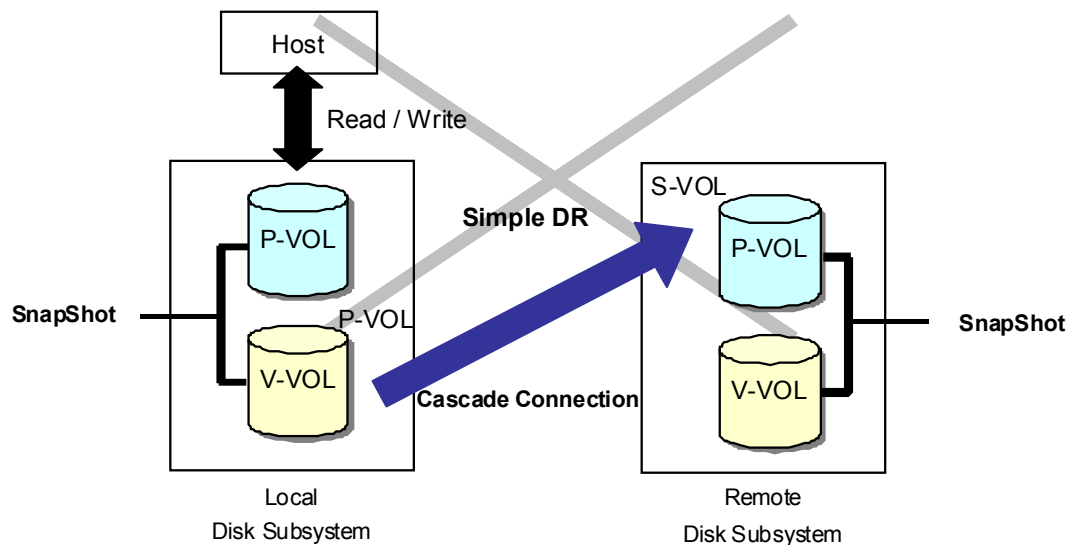 Host
Read / Write
S-VOL
P-VOL
Simple DR
P-VOL
SnapShot
P-VOL
SnapShot
V-VOL
V-VOL
Cascade Connection
Local
Disk Subsystem
Remote
Disk Subsystem